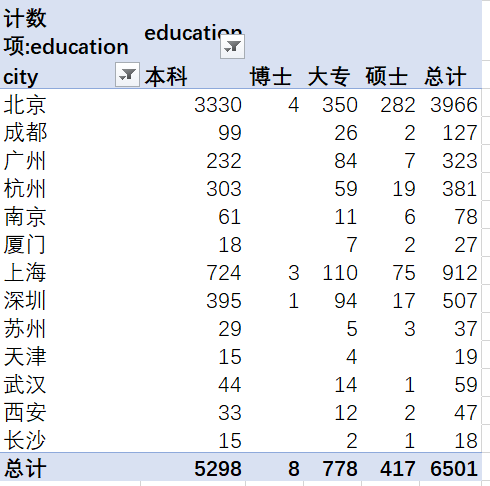 计数
项:education education
city 本科 博士 大专 硕士 总计
北京 3330 4 350 282 3966
成都 99 26 2 127
广州 232 84 7 323
杭州 303 59 19 381
南京 61 11 6 78
厦门 18 7 2 27
上海 724 3 110 75 912
深圳 395 1 94 17 507
苏州 29 5 3 37
天津 15 4 19
武汉 44 14 1 59
西安 33 12 2 47
长沙 15 2 1 18
总计 5298 8 778 417 6501